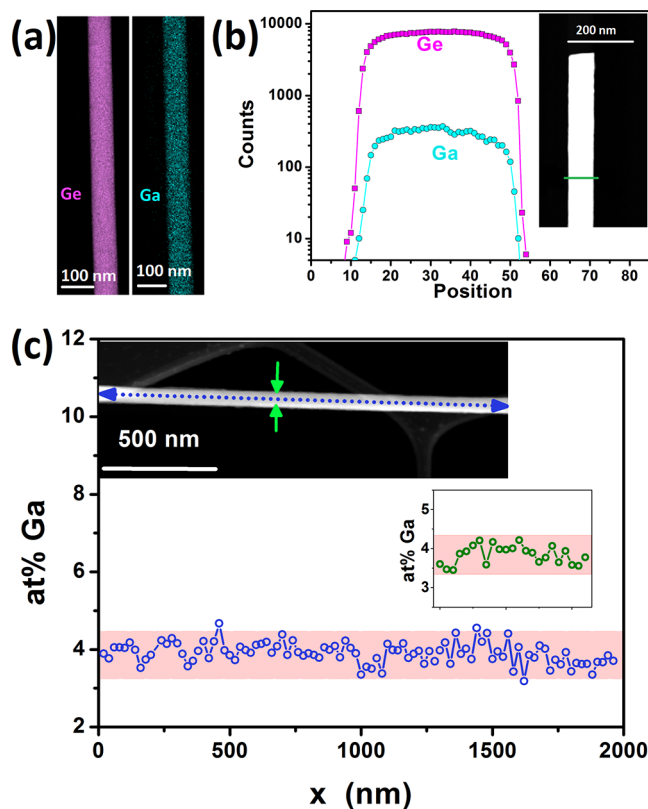 (a)
Ge
Ga
100 nm
100 nm
(b)
10000
1000
100
10
Counts
Ge
Ga
200 nm
0 10 20 30 40 50 60 70 80
Position
(c)
12
10
8
6
4
2
at% Ga
500 nm
5
4
3
at% Ga
0 500 1000 1500 2000
x (nm)